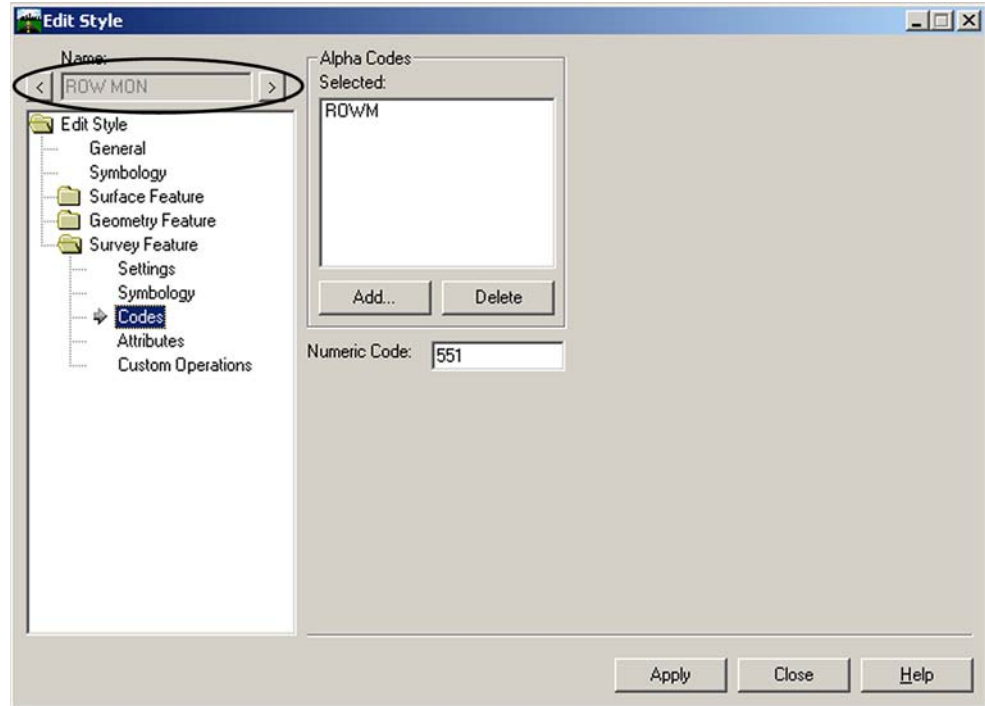 Edit Style
Name:
< ROW MON >
Edit Style
General
Symbology
Surface Feature
Geometry Feature
Survey Feature
Settings
Symbology
Codes
Attributes
Custom Operations
Alpha Codes
Selected:
ROWM
Add... Delete
Numeric Code: 551
Apply Close Help